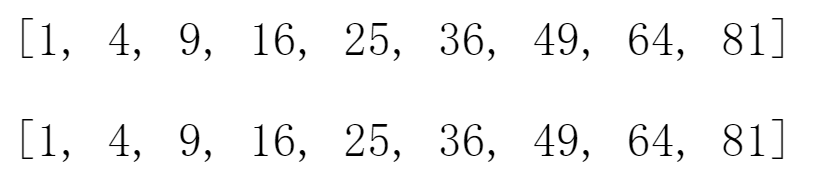 [1, 4, 9, 16, 25, 36, 49, 64, 81]
[1, 4, 9, 16, 25, 36, 49, 64, 81]